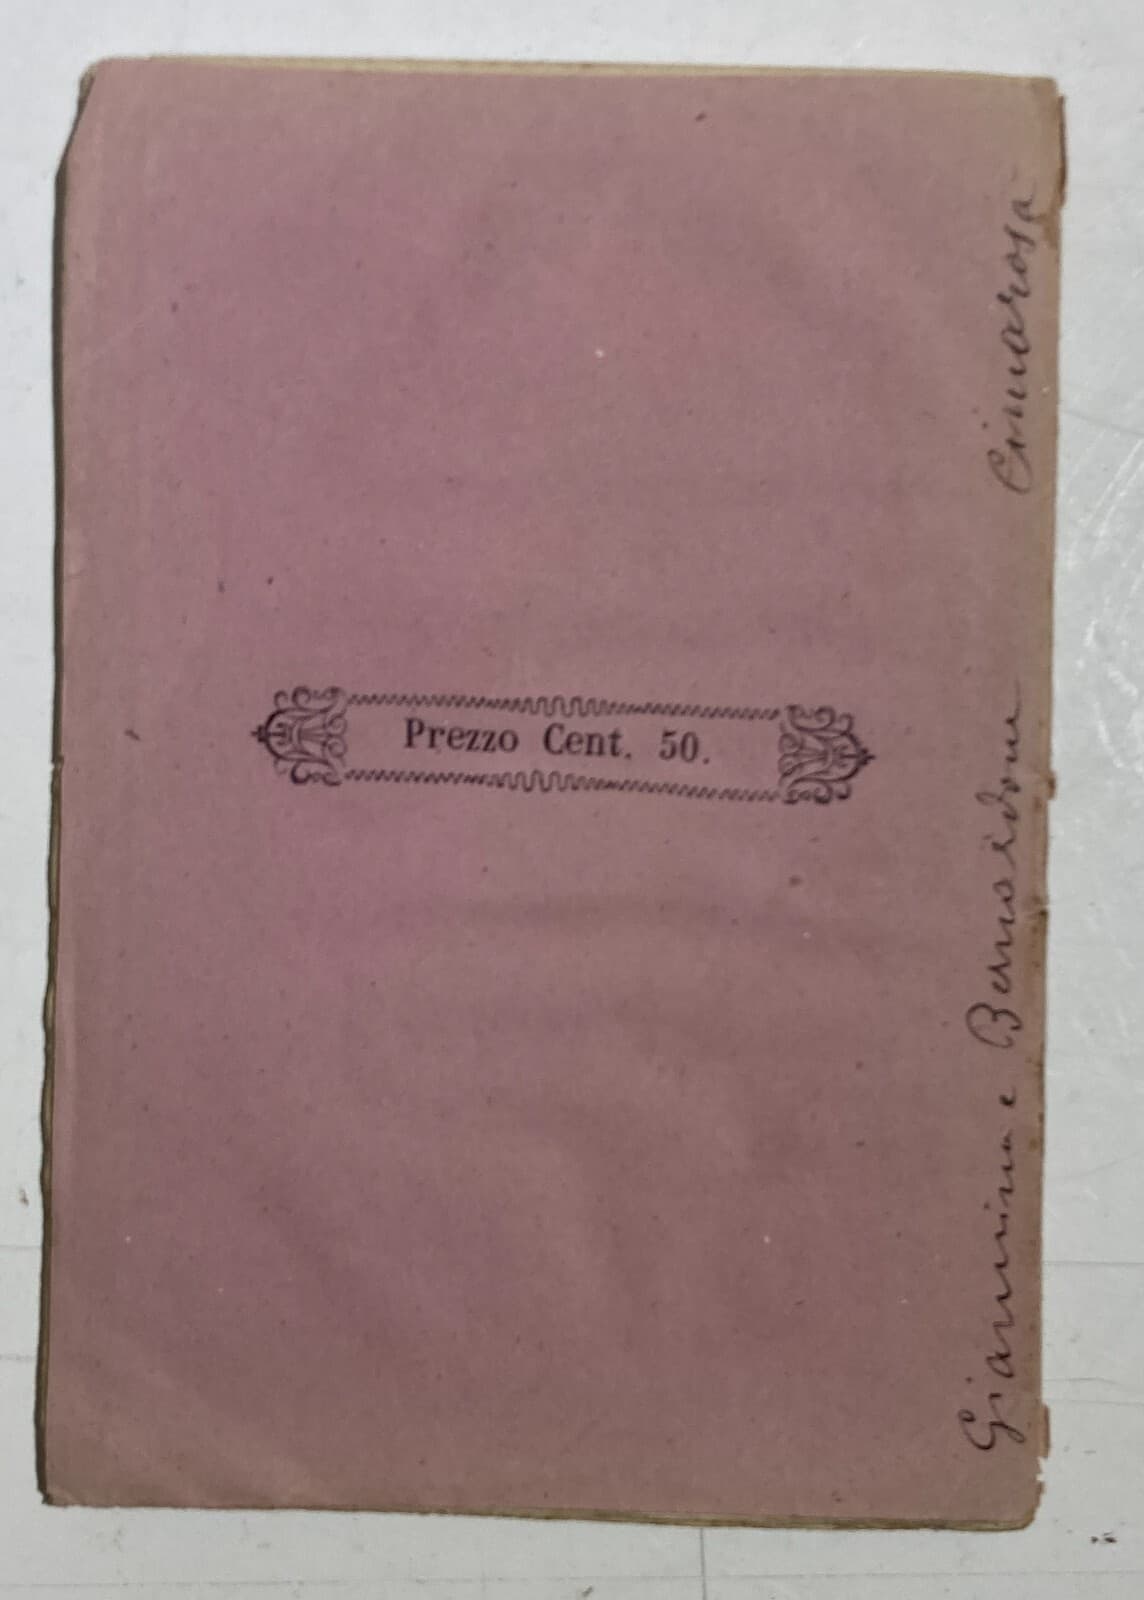 Prezzo Cent. 50.
Giannina e Bernardone Cimarosa